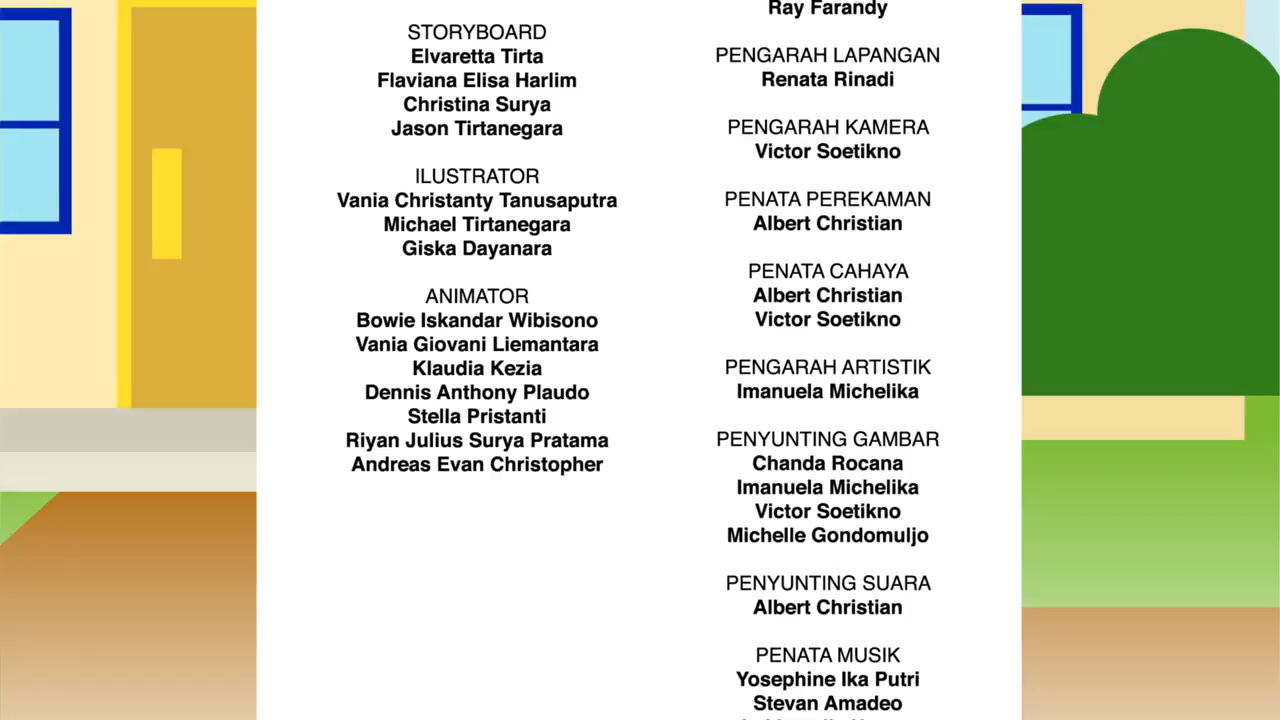 STORYBOARD
Elvaretta Tirta
Flaviana Elisa Harlim
Christina Surya
Jason Tirtanegara
ILUSTRATOR
Vania Christanty Tanusaputra
Michael Tirtanegara
Giska Dayanara
ANIMATOR
Bowie Iskandar Wibisono
Vania Giovani Liemantara
Klaudia Kezia
Dennis Anthony Plaudo
Stella Pristanti
Riyan Julius Surya Pratama
Andreas Evan Christopher
Ray Farandy
PENGARAH LAPANGAN
Renata Rinadi
PENGARAH KAMERA
Victor Soetikno
PENATA PEREKAMAN
Albert Christian
PENATA CAHAYA
Albert Christian
Victor Soetikno
PENGARAH ARTISTIK
Imanuela Michelika
PENYUNTING GAMBAR
Chanda Rocana
Imanuela Michelika
Victor Soetikno
Michelle Gondomuljo
PENYUNTING SUARA
Albert Christian
PENATA MUSIK
Yosephine Ika Putri
Stevan Amadeo